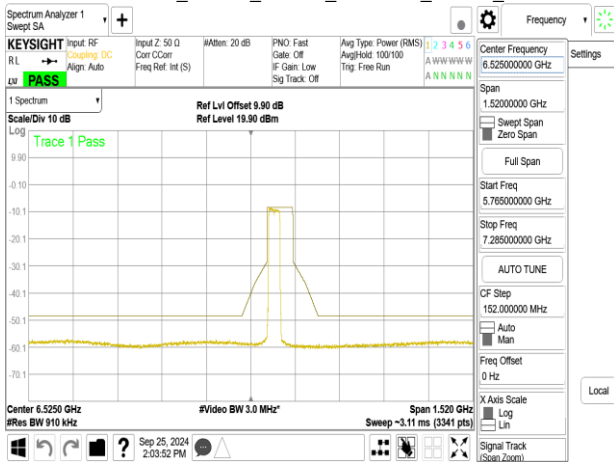 Spectrum Analyzer 1
Swept SA
+
Frequency
KEYSIGHT
Input: RF
Coupling: DC
Align: Auto
Input Z: 50 Ω
Corr CCorr
Freq Ref: Int (S)
#Atten: 20 dB
PNO: Fast
Gate: Off
IF Gain: Low
Sig Track: Off
Avg Type: Power (RMS)
Avg|Hold: 100/100
Trig: Free Run
1 2 3 4 5 6
A W W W W W
A N N N N N
RL
LXI
PASS
1 Spectrum
Scale/Div 10 dB
Ref Lvl Offset 9.90 dB
Ref Level 19.90 dBm
Log
Trace 1 Pass
9.90
-0.10
-10.1
-20.1
-30.1
-40.1
-50.1
-60.1
-70.1
Center 6.5250 GHz
#Res BW 910 kHz
#Video BW 3.0 MHz*
Span 1.520 GHz
Sweep ~3.11 ms (3341 pts)
Sep 25, 2024
2:03:52 PM
?
Center Frequency
6.525000000 GHz
Span
1.52000000 GHz
Swept Span
Zero Span
Full Span
Start Freq
5.765000000 GHz
Stop Freq
7.285000000 GHz
AUTO TUNE
CF Step
152.000000 MHz
Auto
Man
Freq Offset
0 Hz
X Axis Scale
Log
Lin
Signal Track
(Span Zoom)
Settings
Local